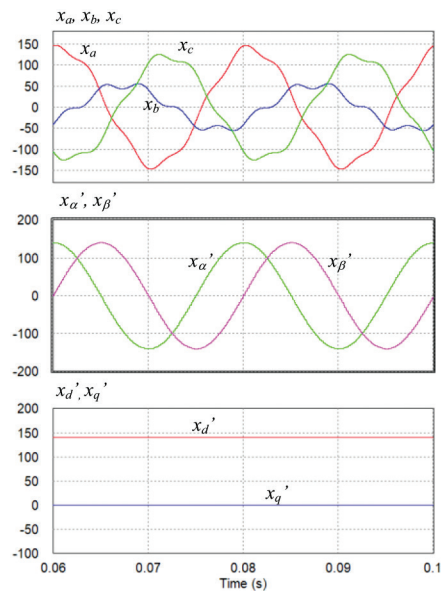 xa, xb, xc
150
100
50
0
-50
-100
-150
xa
xc
xb
xα’, xβ’
200
100
0
-100
-200
xα’
xβ’
xd’, xq’
200
150
100
50
0
-50
-100
xd’
xq’
0.06 0.07 0.08 0.09 0.1
Time (s)